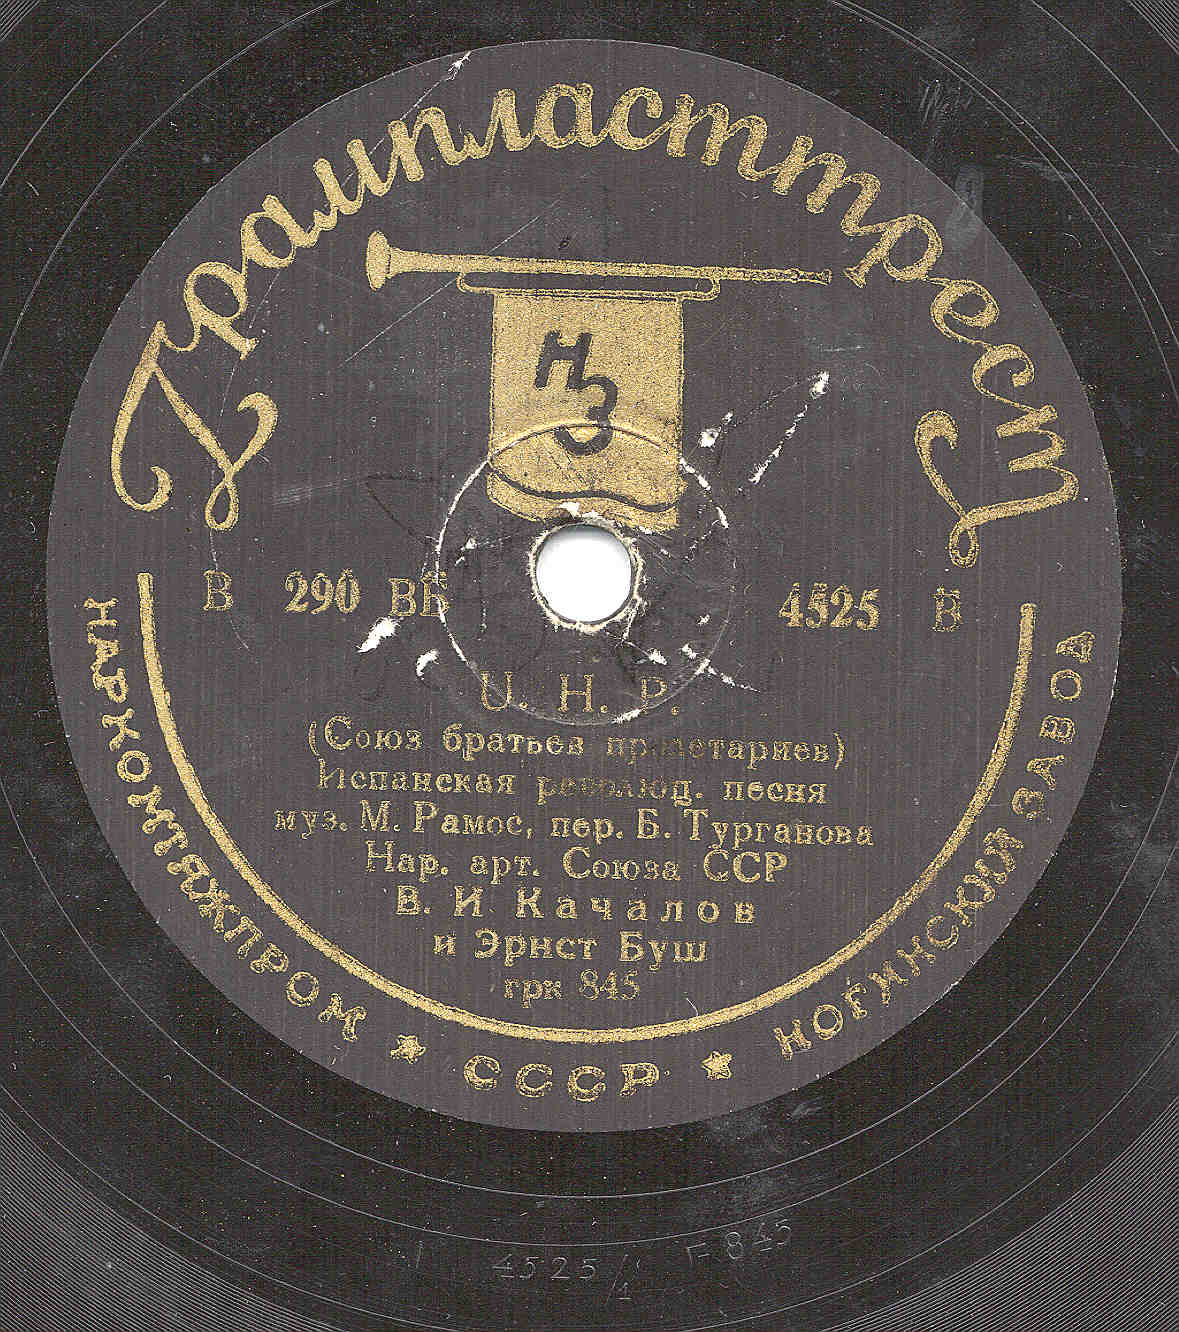 Грампласттрест
НЗ
В 290 ВБ 4525 В
U. H. P.
(Союз братьев пролетариев)
Испанская революц. песня
муз. М. Рамос, пер. Б. Турганова
Нар. арт. Союза ССР
В. И Качалов
и Эрнст Буш
грк 845
НАРКОМТЯЖПРОМ ★ СССР ★ НОГИНСКИЙ ЗАВОД
4525/1 F 845